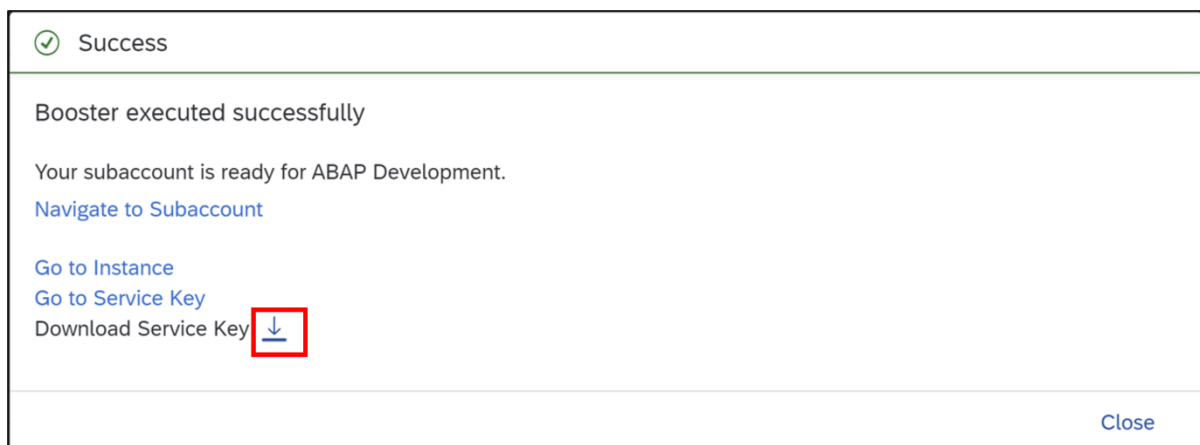 Success
Booster executed successfully
Your subaccount is ready for ABAP Development.
Navigate to Subaccount
Go to Instance
Go to Service Key
Download Service Key
Close